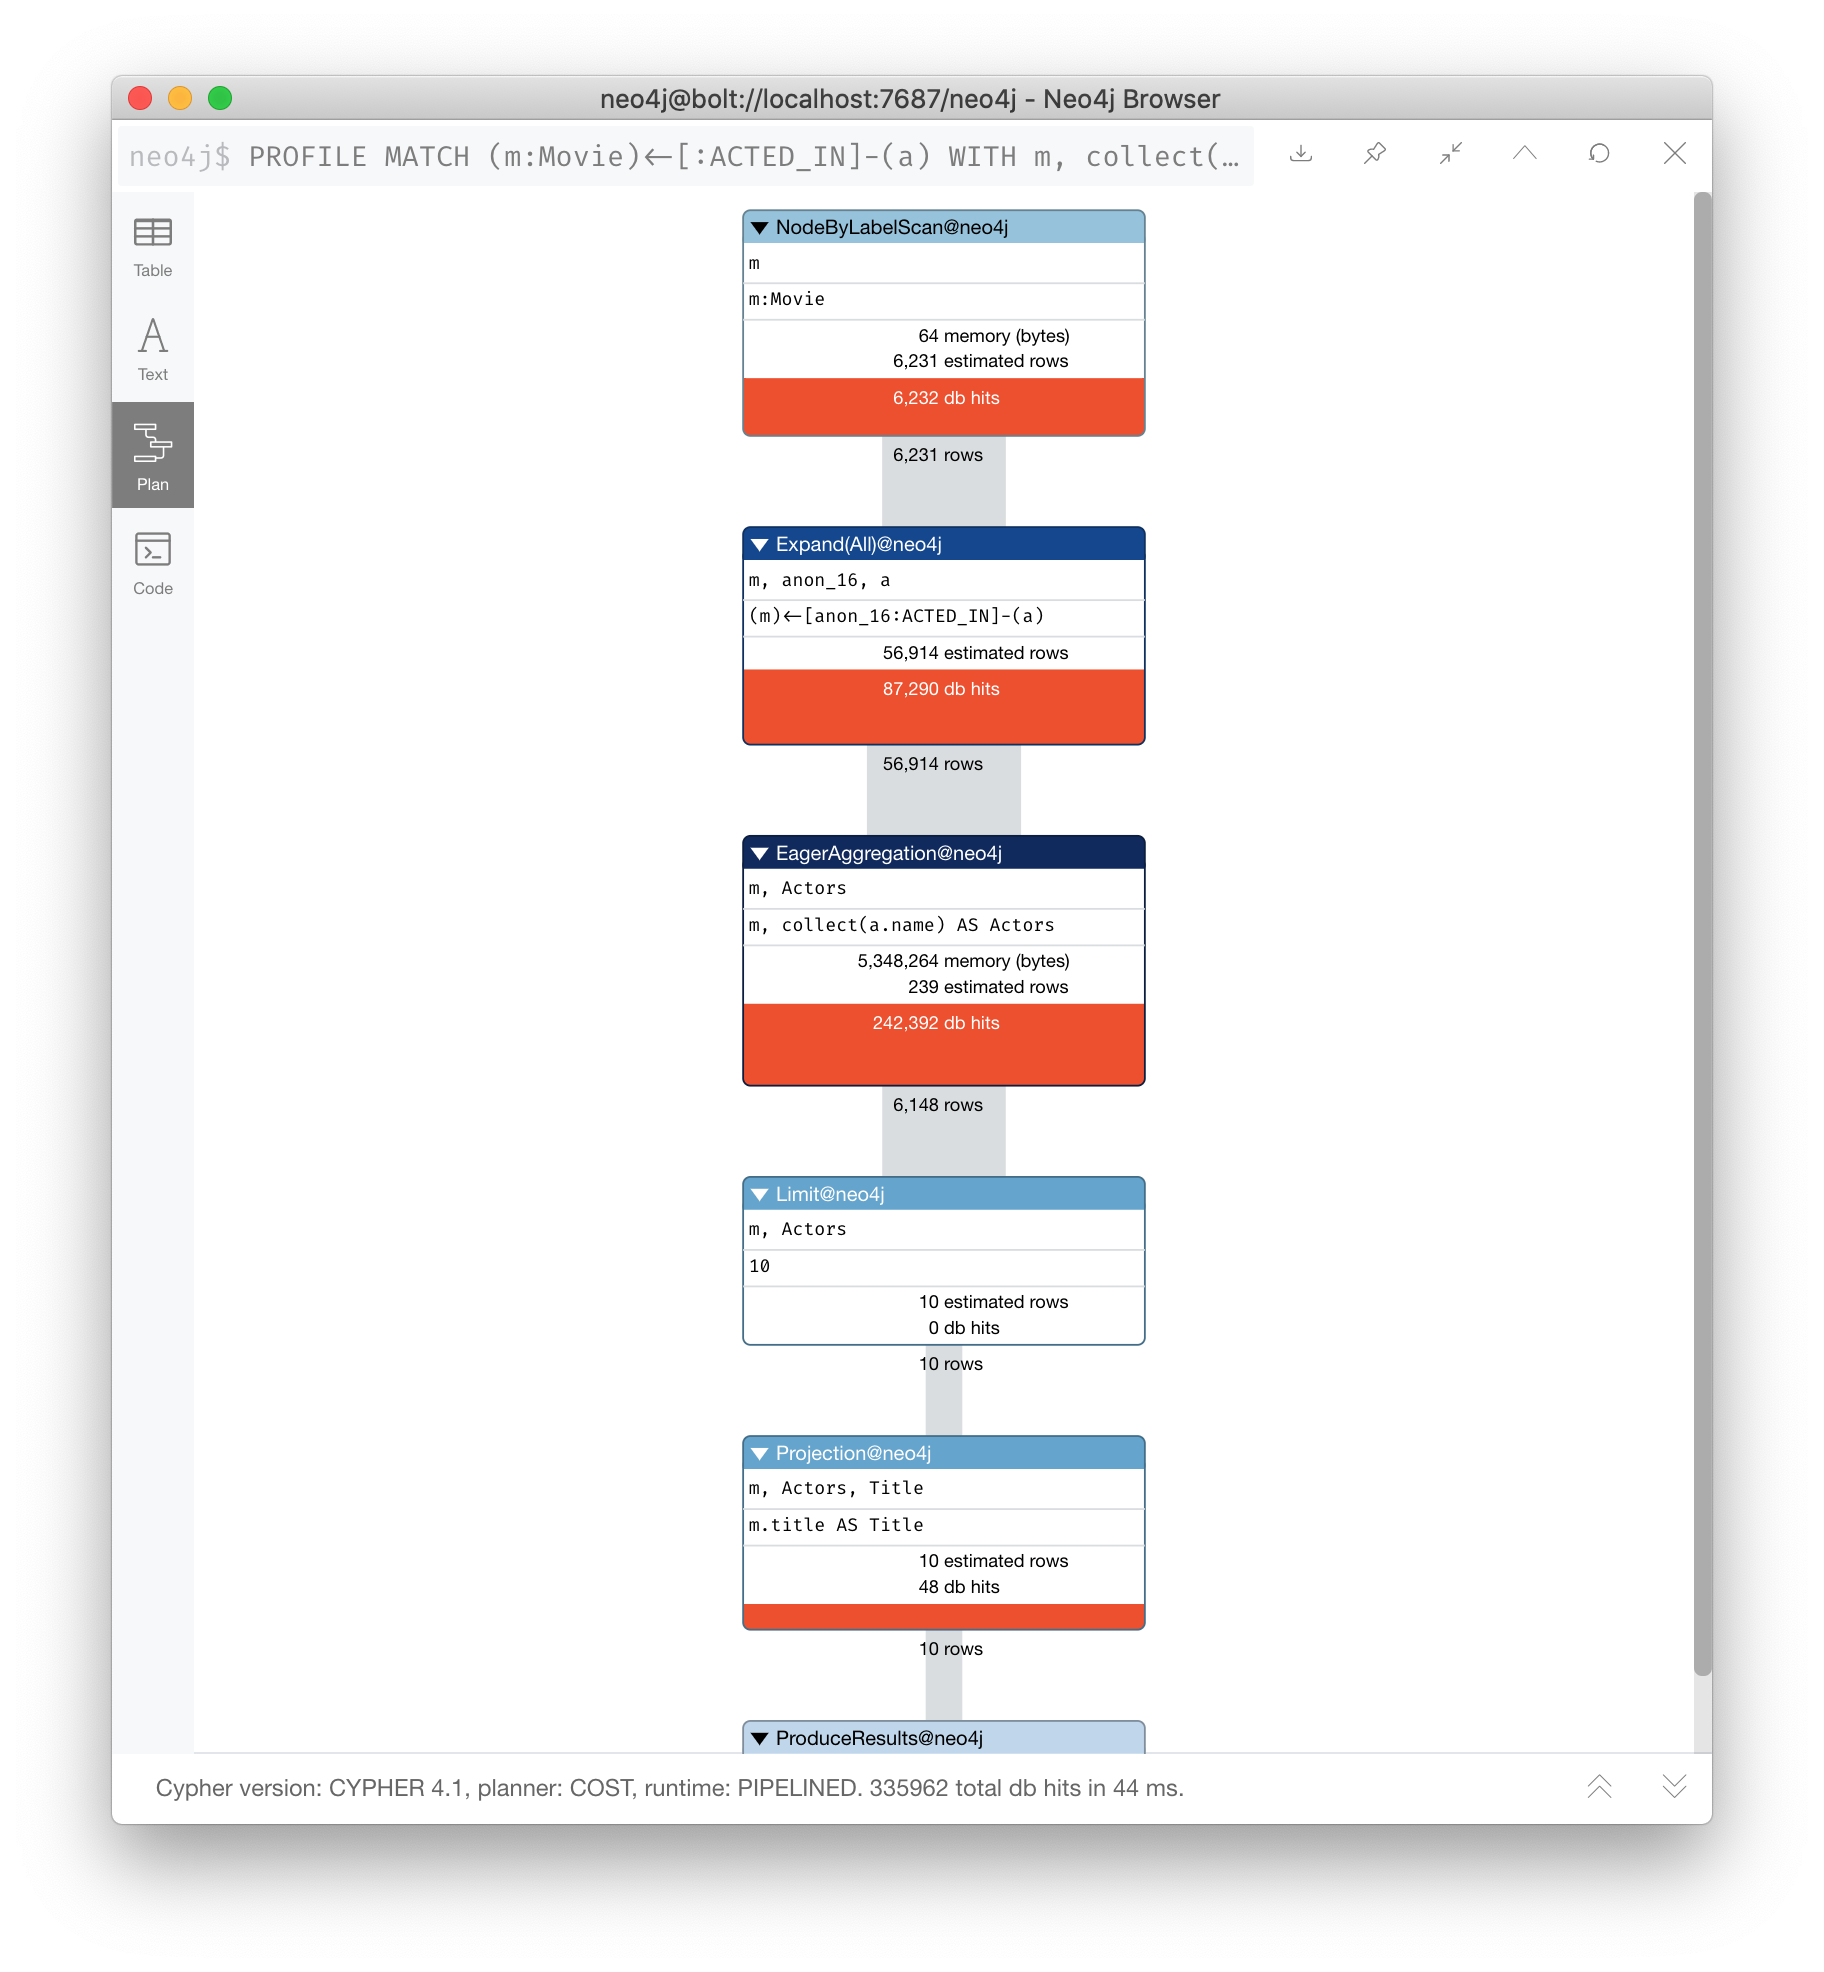 neo4j@bolt://localhost:7687/neo4j - Neo4j Browser
neo4j$ PROFILE MATCH (m:Movie)<-[:ACTED_IN]-(a) WITH m, collect(…
Table
Text
Plan
Code
NodeByLabelScan@neo4j
m
m:Movie
64 memory (bytes)
6,231 estimated rows
6,232 db hits
6,231 rows
Expand(All)@neo4j
m, anon_16, a
(m)<-[anon_16:ACTED_IN]-(a)
56,914 estimated rows
87,290 db hits
56,914 rows
EagerAggregation@neo4j
m, Actors
m, collect(a.name) AS Actors
5,348,264 memory (bytes)
239 estimated rows
242,392 db hits
6,148 rows
Limit@neo4j
m, Actors
10
10 estimated rows
0 db hits
10 rows
Projection@neo4j
m, Actors, Title
m.title AS Title
10 estimated rows
48 db hits
10 rows
ProduceResults@neo4j
Cypher version: CYPHER 4.1, planner: COST, runtime: PIPELINED. 335962 total db hits in 44 ms.